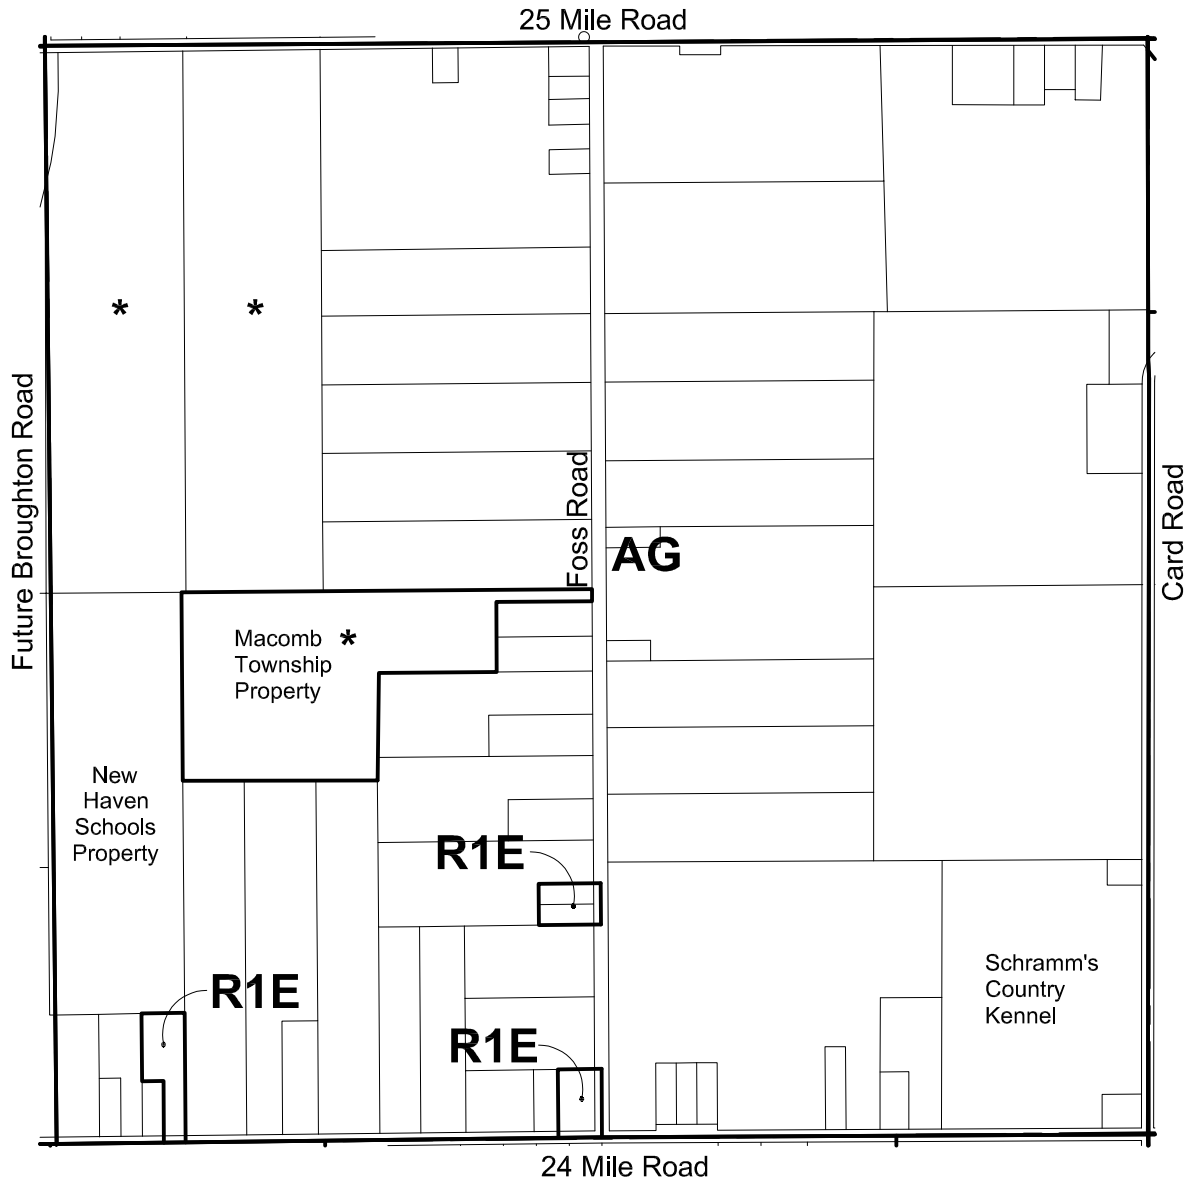 25 Mile Road
*
*
Future Broughton Road
Foss Road
AG
Card Road
Macomb *
Township
Property
New
Haven
Schools
Property
R1E
R1E
R1E
Schramm's
Country
Kennel
24 Mile Road